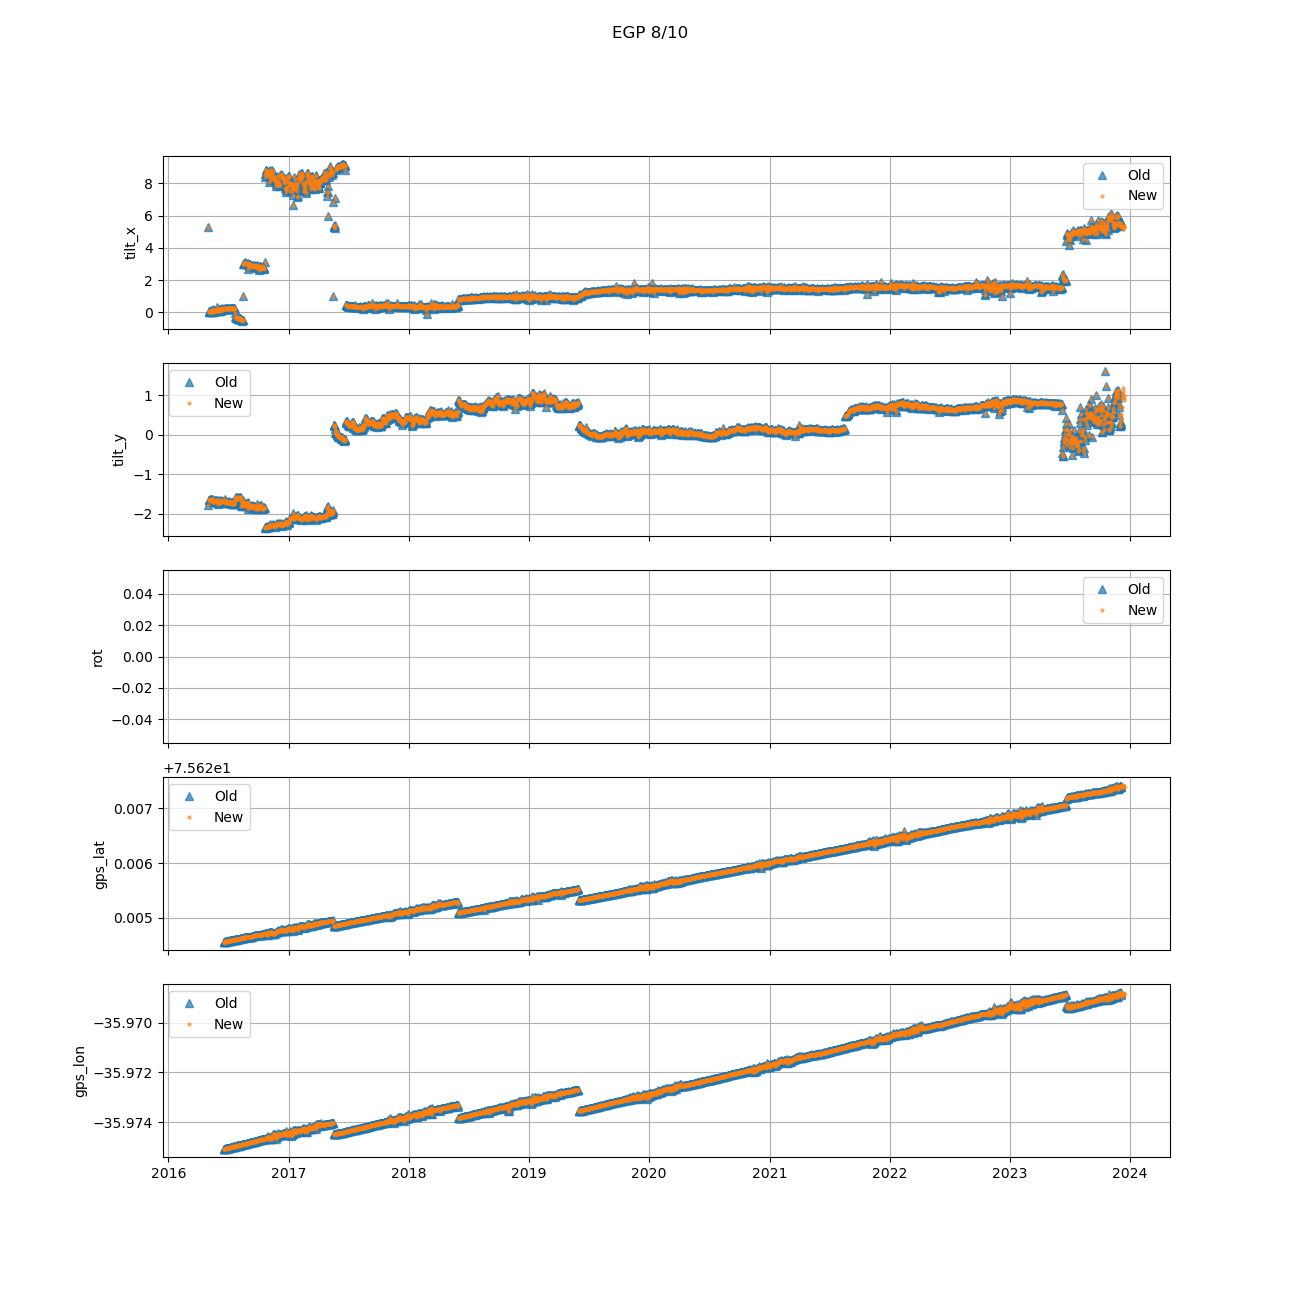 EGP 8/10
8
6
4
2
0
tilt_x
Old
New
1
0
−1
−2
tilt_y
Old
New
0.04
0.02
0.00
−0.02
−0.04
rot
Old
New
+7.562e1
0.007
0.006
0.005
gps_lat
Old
New
−35.970
−35.972
−35.974
gps_lon
Old
New
2016 2017 2018 2019 2020 2021 2022 2023 2024